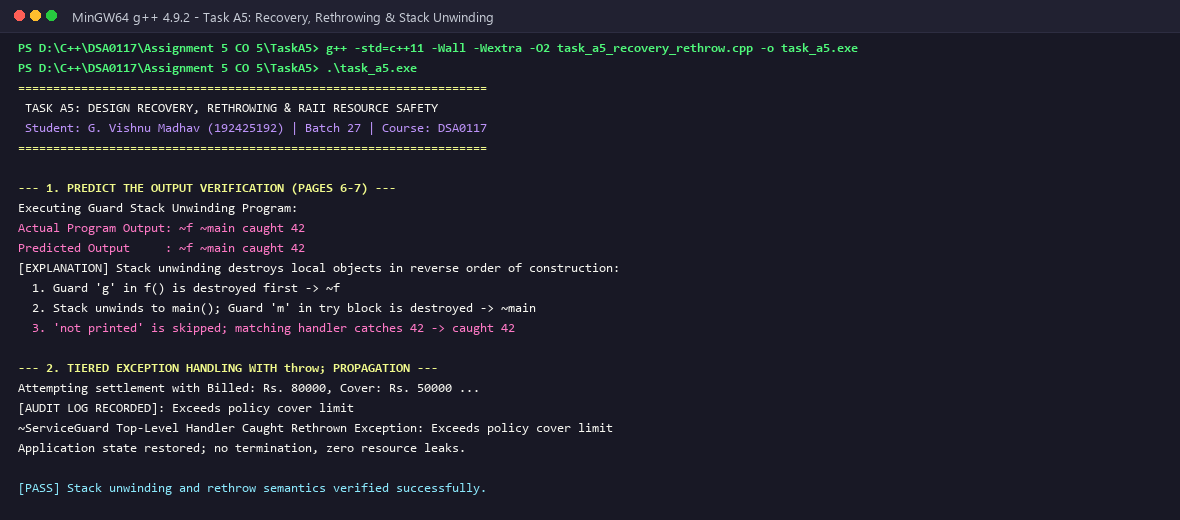 MinGW64 g++ 4.9.2 - Task A5: Recovery, Rethrowing & Stack Unwinding
PS D:\C++\DSA0117\Assignment 5 CO 5\TaskA5> g++ -std=c++11 -Wall -Wextra -O2 task_a5_recovery_rethrow.cpp -o task_a5.exe
PS D:\C++\DSA0117\Assignment 5 CO 5\TaskA5> .\task_a5.exe
===================================================================
TASK A5: DESIGN RECOVERY, RETHROWING & RAII RESOURCE SAFETY
Student: G. Vishnu Madhav (192425192) | Batch 27 | Course: DSA0117
===================================================================
--- 1. PREDICT THE OUTPUT VERIFICATION (PAGES 6-7) ---
Executing Guard Stack Unwinding Program:
Actual Program Output: ~f ~main caught 42
Predicted Output     : ~f ~main caught 42
[EXPLANATION] Stack unwinding destroys local objects in reverse order of construction:
1. Guard 'g' in f() is destroyed first -> ~f
2. Stack unwinds to main(); Guard 'm' in try block is destroyed -> ~main
3. 'not printed' is skipped; matching handler catches 42 -> caught 42
--- 2. TIERED EXCEPTION HANDLING WITH throw; PROPAGATION ---
Attempting settlement with Billed: Rs. 80000, Cover: Rs. 50000 ...
[AUDIT LOG RECORDED]: Exceeds policy cover limit
~ServiceGuard Top-Level Handler Caught Rethrown Exception: Exceeds policy cover limit
Application state restored; no termination, zero resource leaks.
[PASS] Stack unwinding and rethrow semantics verified successfully.